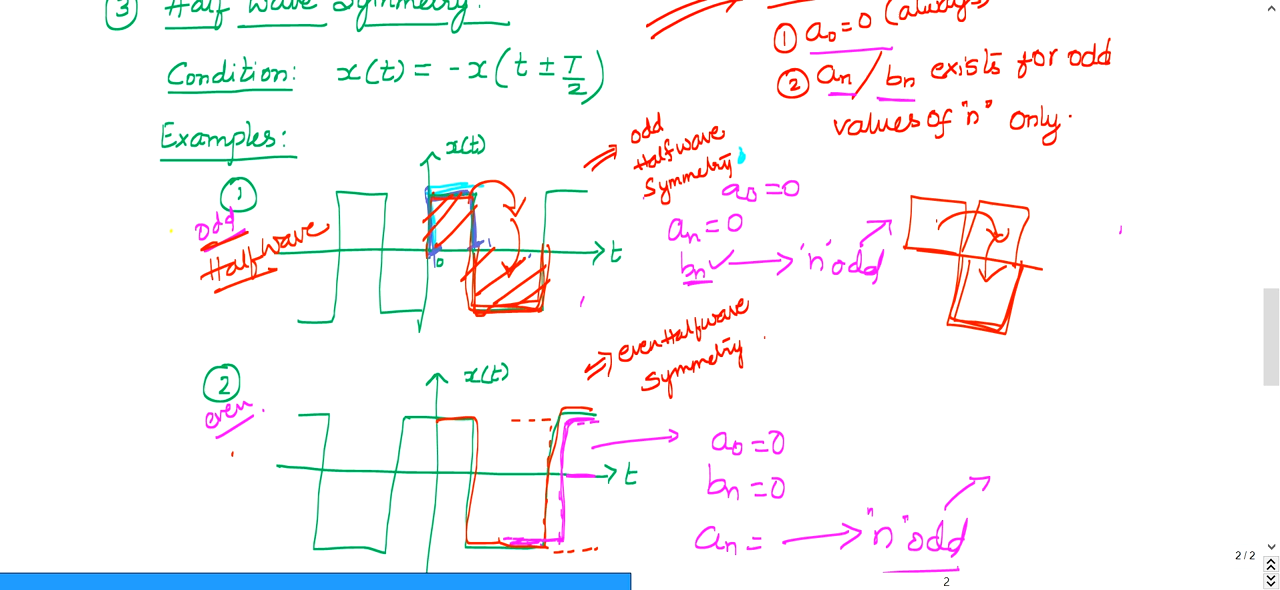 ③ Half Wave Symmetry:
Condition: x(t) = -x(t ± T/2)
① a₀=0 (always)
② aₙ/bₙ exists for odd
values of "n" only.
Examples:
①
odd
Halfwave
x(t)
t
⇒ odd
Halfwave
Symmetry
a₀=0
aₙ=0
bₙ✓ → 'n' odd
②
even.
x(t)
t
⇒ even Halfwave
Symmetry
a₀=0
bₙ=0
aₙ= → "n" odd
2
2 / 2